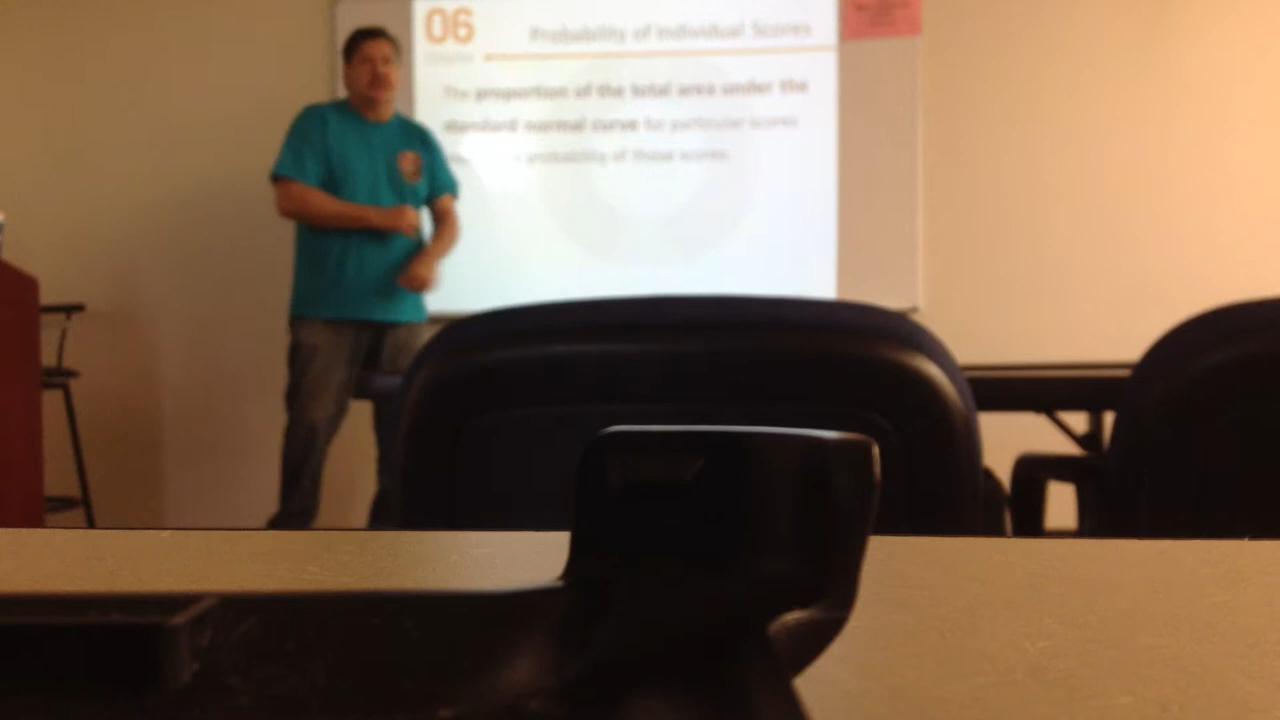 06
Probability of Individual Scores
The proportion of the total area under the
standard normal curve for particular scores
probability of those scores.